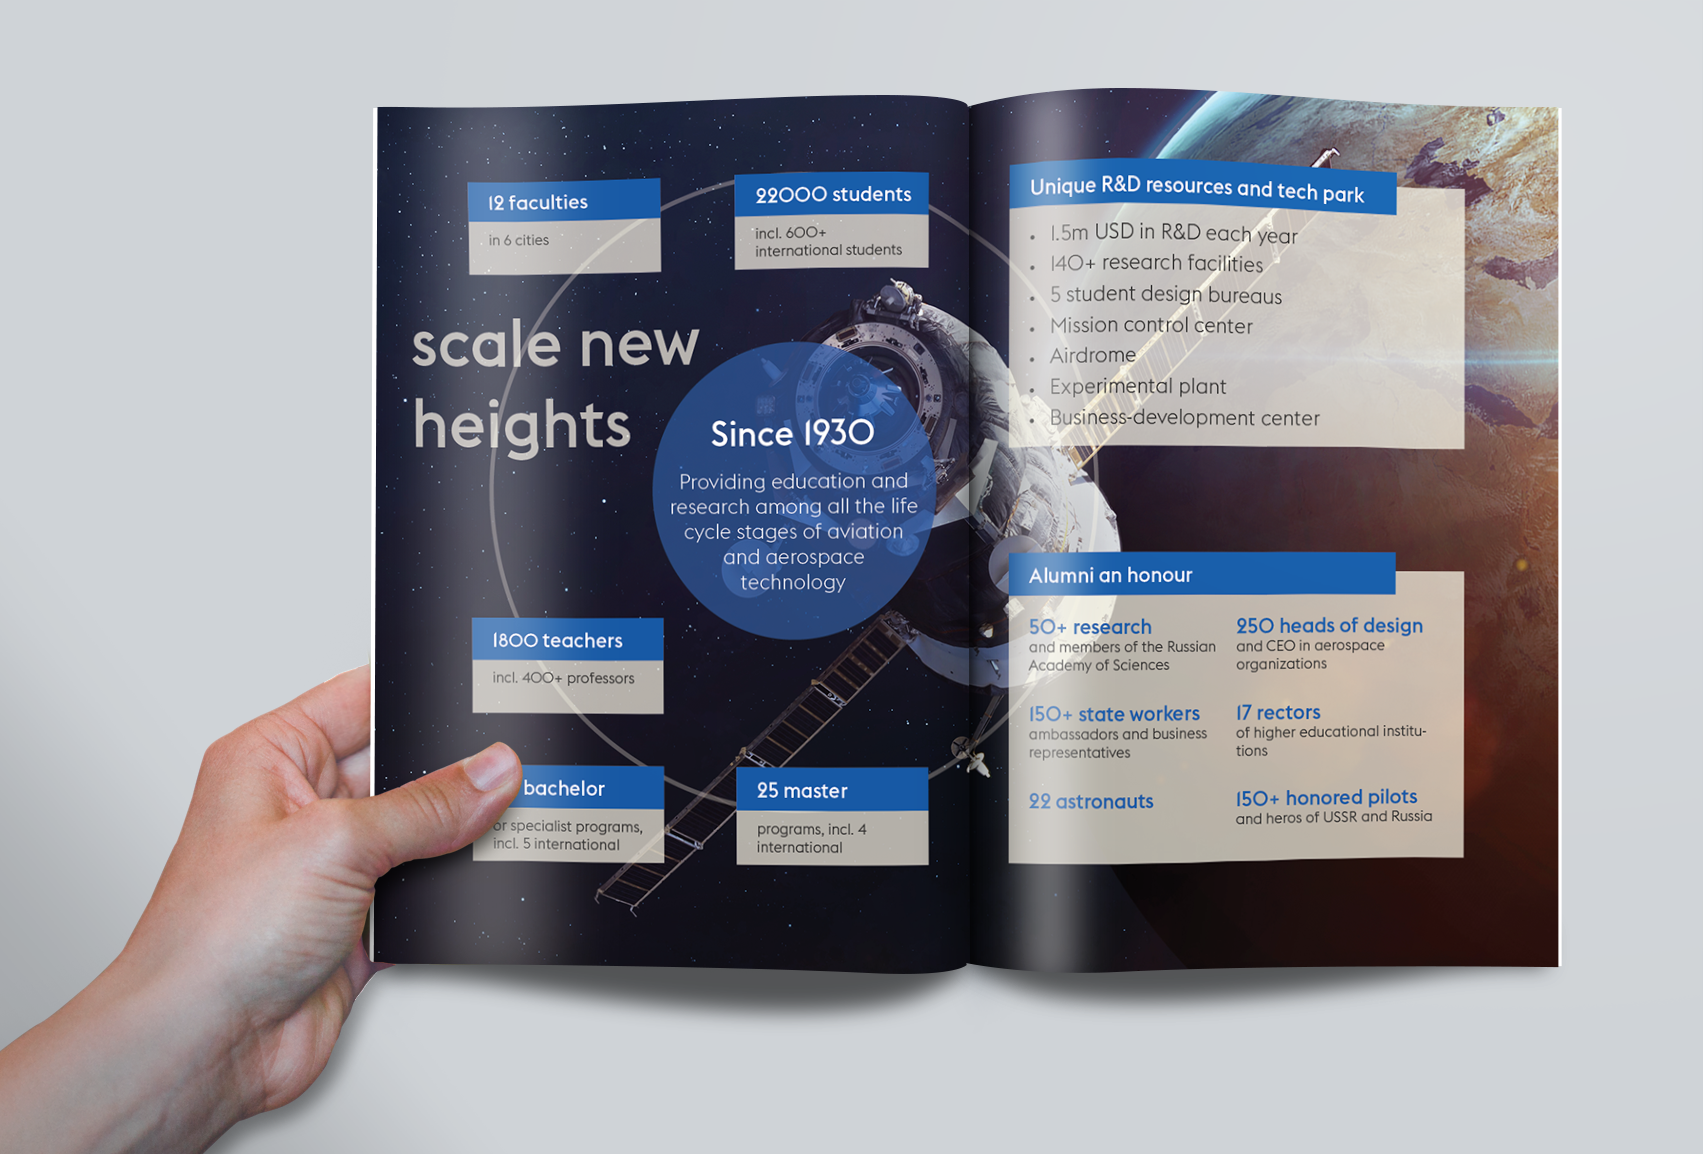 12 faculties
in 6 cities
22000 students
incl. 600+
international students
scale new
heights
Since 1930
Providing education and
research among all the life
cycle stages of aviation
and aerospace
technology
1800 teachers
incl. 400+ professors
bachelor
or specialist programs,
incl. 5 international
25 master
programs, incl. 4
international
Unique R&D resources and tech park
• 1.5m USD in R&D each year
• 140+ research facilities
• 5 student design bureaus
• Mission control center
• Airdrome
• Experimental plant
• Business-development center
Alumni an honour
50+ research
and members of the Russian
Academy of Sciences
250 heads of design
and CEO in aerospace
organizations
150+ state workers
ambassadors and business
representatives
17 rectors
of higher educational institu-
tions
22 astronauts
150+ honored pilots
and heros of USSR and Russia